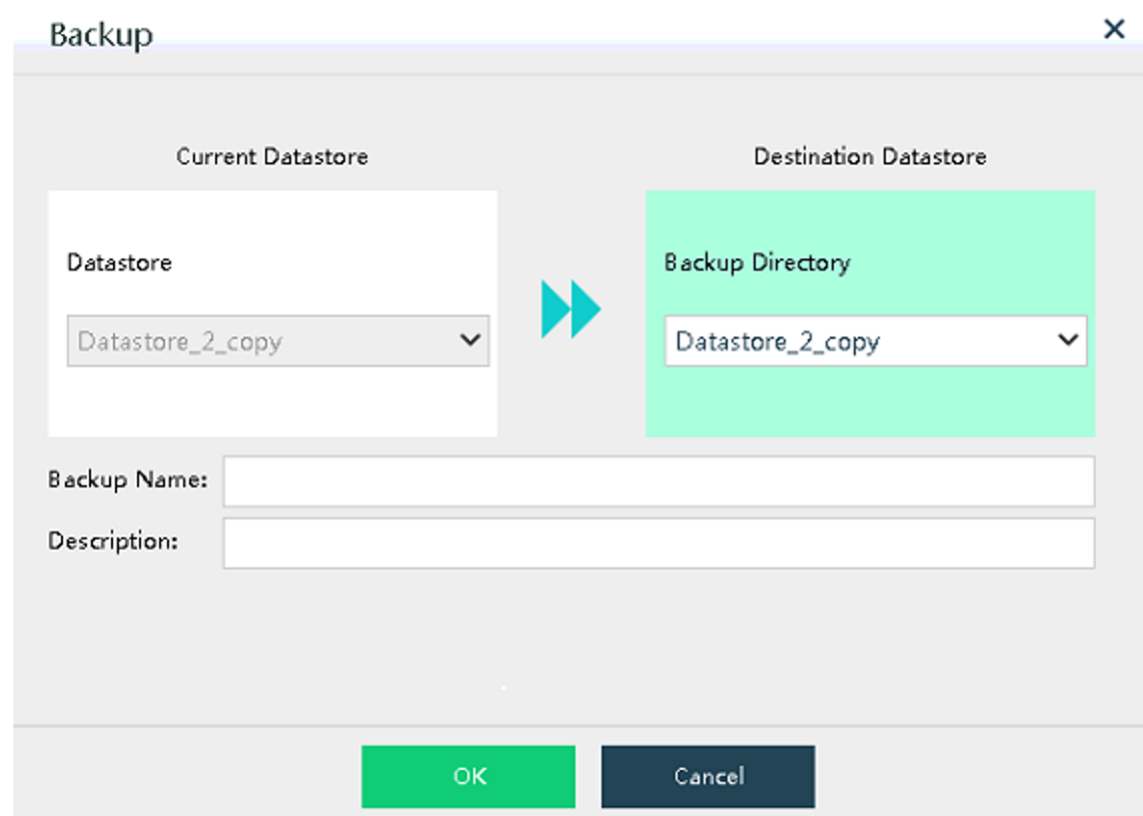 Backup
Current Datastore
Destination Datastore
Datastore
Backup Directory
Datastore_2_copy
Datastore_2_copy
Backup Name:
Description:
OK
Cancel